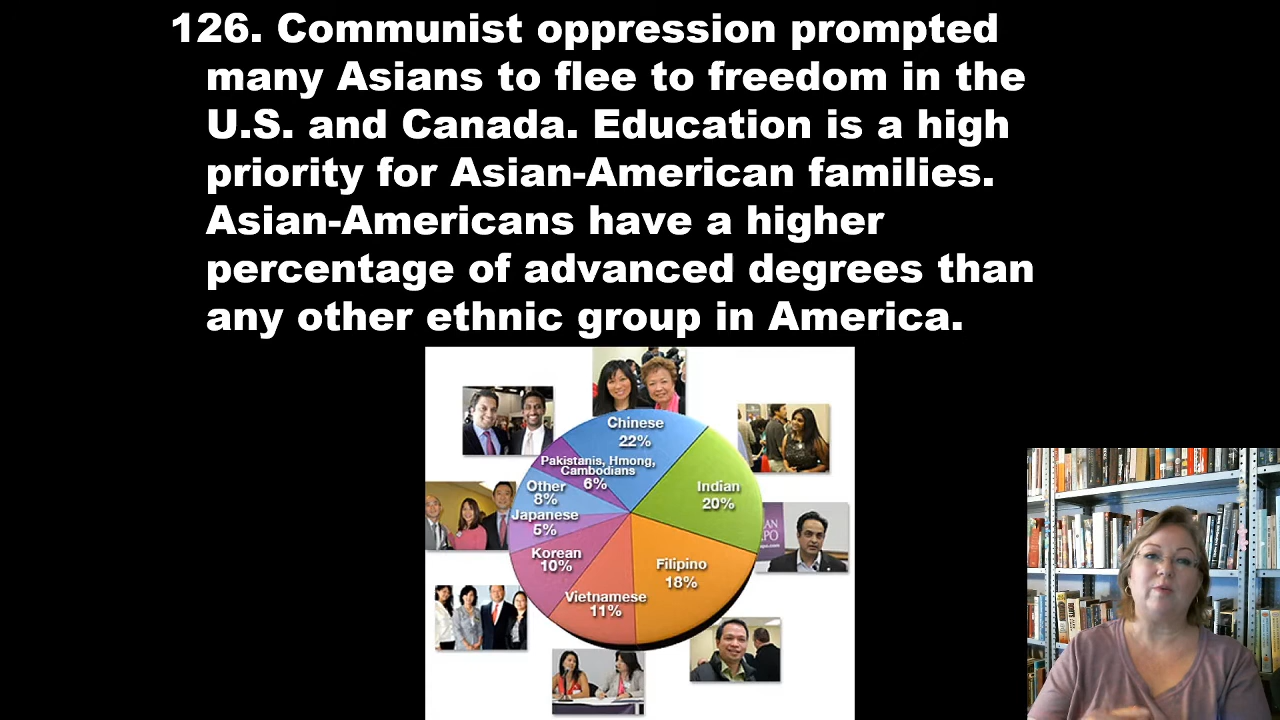 126. Communist oppression prompted
many Asians to flee to freedom in the
U.S. and Canada. Education is a high
priority for Asian-American families.
Asian-Americans have a higher
percentage of advanced degrees than
any other ethnic group in America.
Chinese
22%
Indian
20%
Filipino
18%
Vietnamese
11%
Korean
10%
Japanese
5%
Other
8%
Pakistanis, Hmong,
Cambodians
6%